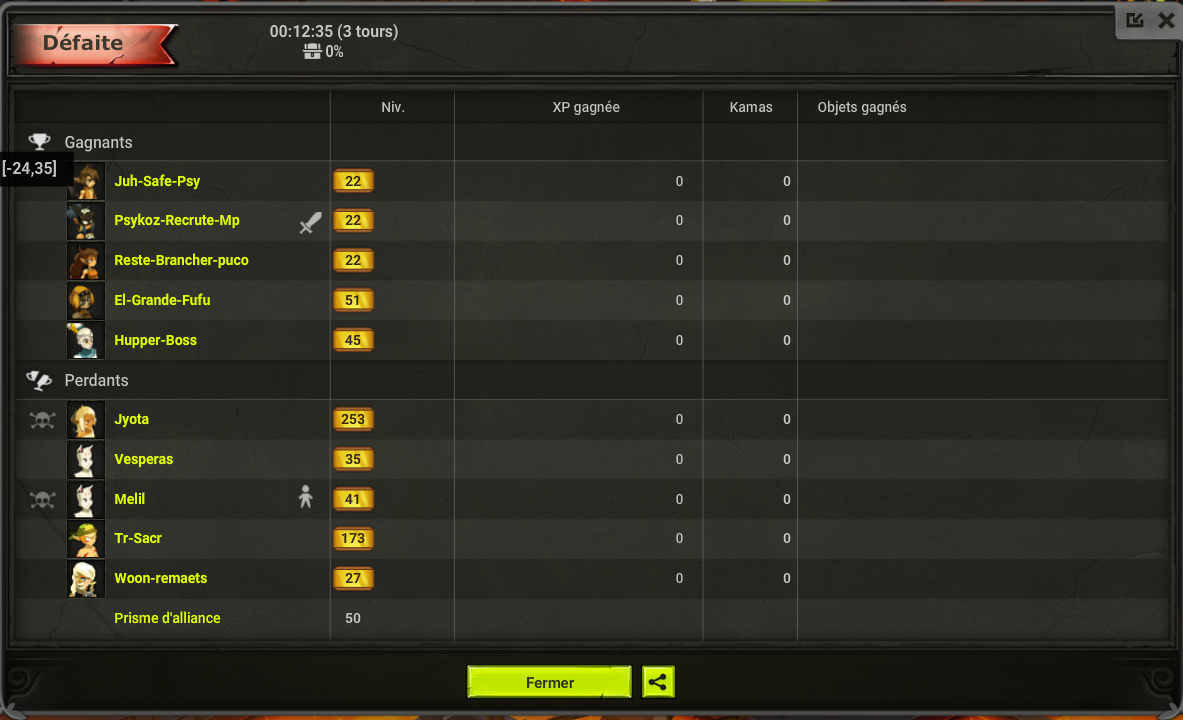 Défaite
00:12:35 (3 tours)
0%
Niv. XP gagnée Kamas Objets gagnés
Gagnants
[-24,35]
Juh-Safe-Psy 22 0 0
Psykoz-Recrute-Mp 22 0 0
Reste-Brancher-puco 22 0 0
El-Grande-Fufu 51 0 0
Hupper-Boss 45 0 0
Perdants
Jyota 253 0 0
Vesperas 35 0 0
Melil 41 0 0
Tr-Sacr 173 0 0
Woon-remaets 27 0 0
Prisme d'alliance 50
Fermer